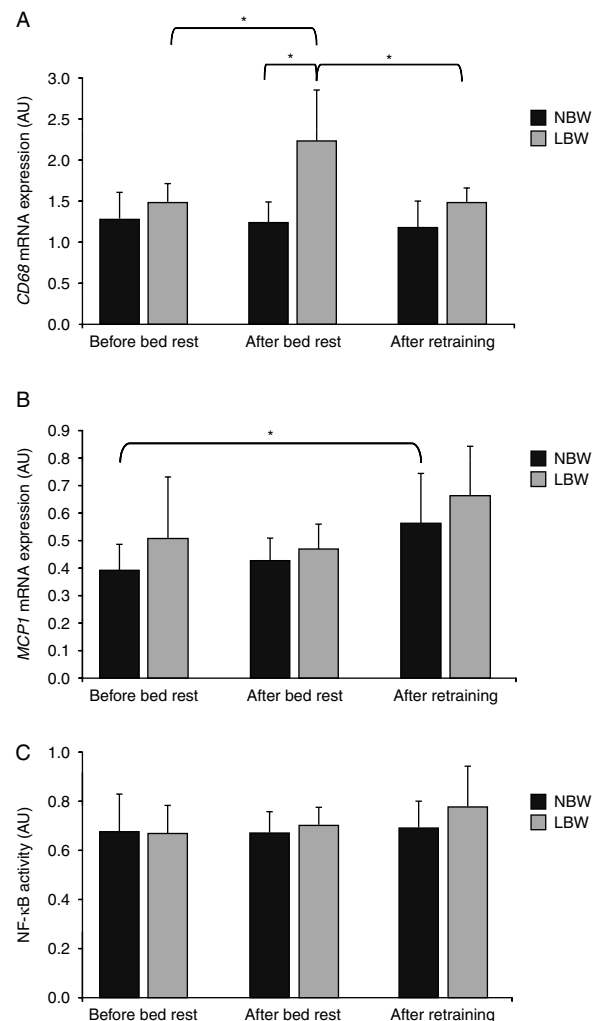 A
*
* *
3.0
2.5
2.0
1.5
1.0
0.5
0.0
CD68 mRNA expression (AU)
NBW
LBW
Before bed rest After bed rest After retraining
B
*
0.9
0.8
0.7
0.6
0.5
0.4
0.3
0.2
0.1
0.0
MCP1 mRNA expression (AU)
NBW
LBW
Before bed rest After bed rest After retraining
C
1.0
0.8
0.6
0.4
0.2
0.0
NF-κB activity (AU)
NBW
LBW
Before bed rest After bed rest After retraining